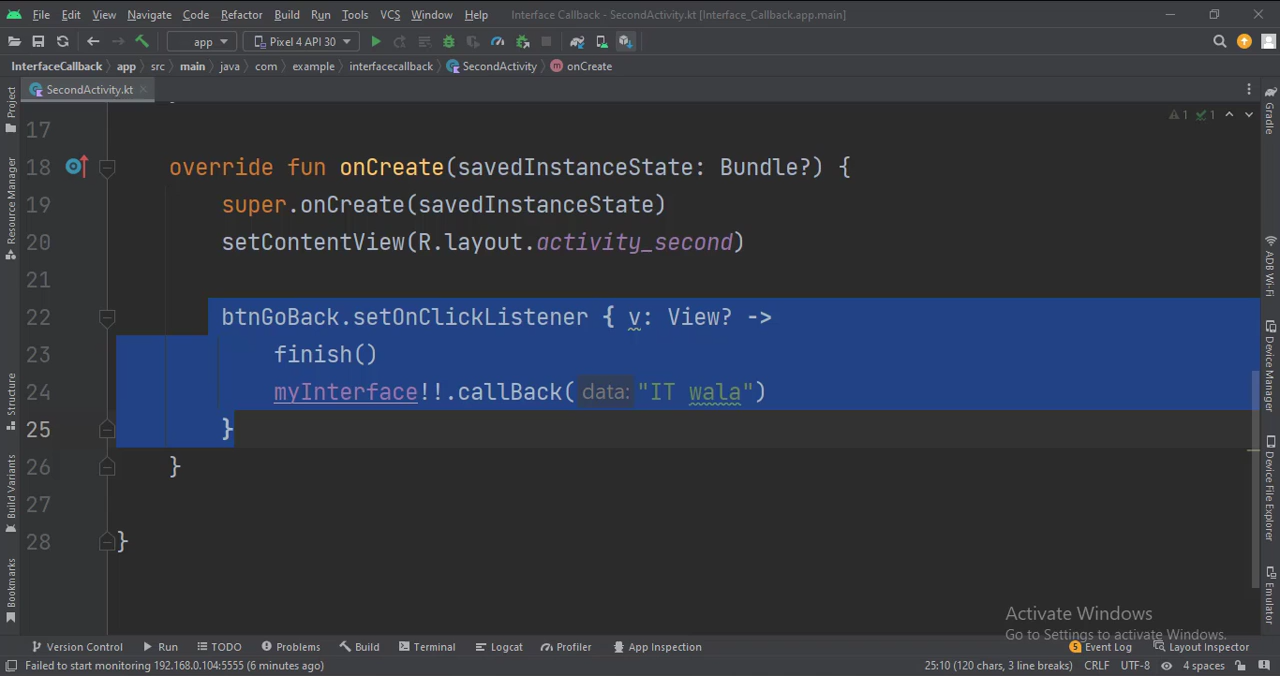 File Edit View Navigate Code Refactor Build Run Tools VCS Window Help Interface Callback - SecondActivity.kt [Interface_Callback.app.main]
app Pixel 4 API 30
InterfaceCallback app src main java com example interfacecallback SecondActivity onCreate
SecondActivity.kt
1 1
17
18 override fun onCreate(savedInstanceState: Bundle?) {
19 super.onCreate(savedInstanceState)
20 setContentView(R.layout.activity_second)
21
22 btnGoBack.setOnClickListener { v: View? ->
23 finish()
24 myInterface!!.callBack( data: "IT wala")
25 }
26 }
27
28 }
Project
Resource Manager
Structure
Build Variants
Bookmarks
Gradle
ADB Wi-Fi
Device Manager
Device File Explorer
Emulator
Activate Windows
Go to Settings to activate Windows.
Version Control Run TODO Problems Build Terminal Logcat Profiler App Inspection 5 Event Log Layout Inspector
Failed to start monitoring 192.168.0.104:5555 (6 minutes ago) 25:10 (120 chars, 3 line breaks) CRLF UTF-8 4 spaces